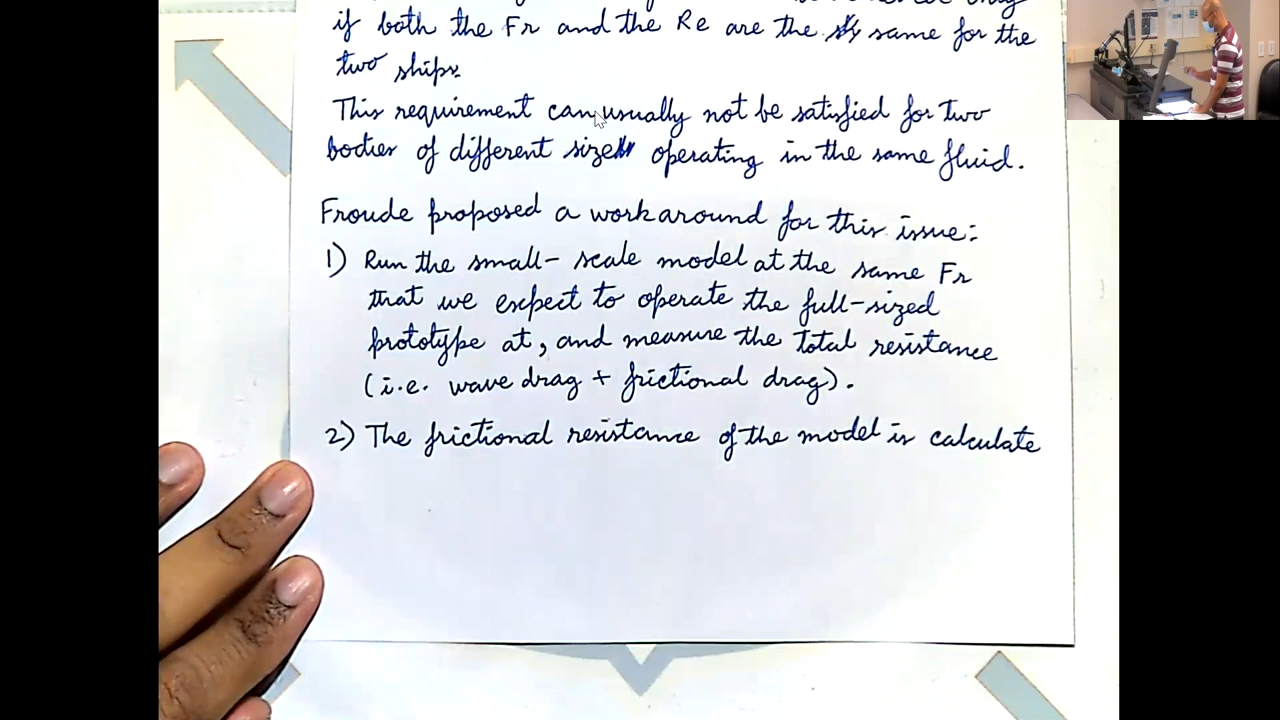 if both the Fr and the Re are the same for the
two ships.
This requirement can usually not be satisfied for two
bodies of different size operating in the same fluid.
Froude proposed a workaround for this issue:
1) Run the small-scale model at the same Fr
that we expect to operate the full-sized
prototype at, and measure the total resistance
(i.e. wave drag + frictional drag).
2) The frictional resistance of the model is calculate